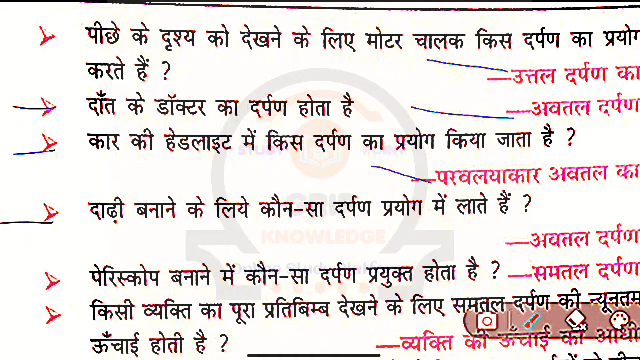 पीछे के दृश्य को देखने के लिए मोटर चालक किस दर्पण का प्रयोग
करते हैं ? —उत्तल दर्पण का
दाँत के डॉक्टर का दर्पण होता है —अवतल दर्पण
कार की हेडलाइट में किस दर्पण का प्रयोग किया जाता है ?
—परवलयाकार अवतल का
दाढ़ी बनाने के लिये कौन-सा दर्पण प्रयोग में लाते हैं ?
—अवतल दर्पण
KNOWLEDGE
पेरिस्कोप बनाने में कौन-सा दर्पण प्रयुक्त होता है ? —समतल दर्पण
किसी व्यक्ति का पूरा प्रतिबिम्ब देखने के लिए समतल दर्पण की न्यूनतम
ऊँचाई होती है ? —व्यक्ति की ऊँचाई की आधी